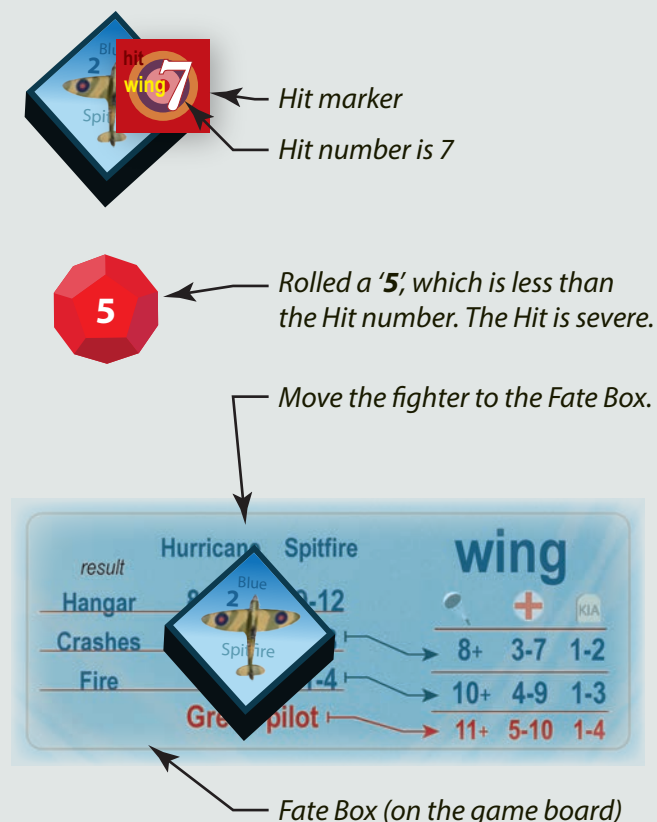 Blue
hit
2
wing 7
Hit marker
Hit number is 7
5
Rolled a ‘5’, which is less than
the Hit number. The Hit is severe.
Move the fighter to the Fate Box.
result Hurricane Spitfire wing
KIA
Hangar -12
Blue
2
Spitfire
Crashes 8+ 3-7 1-2
Fire -4 10+ 4-9 1-3
Green pilot 11+ 5-10 1-4
Fate Box (on the game board)